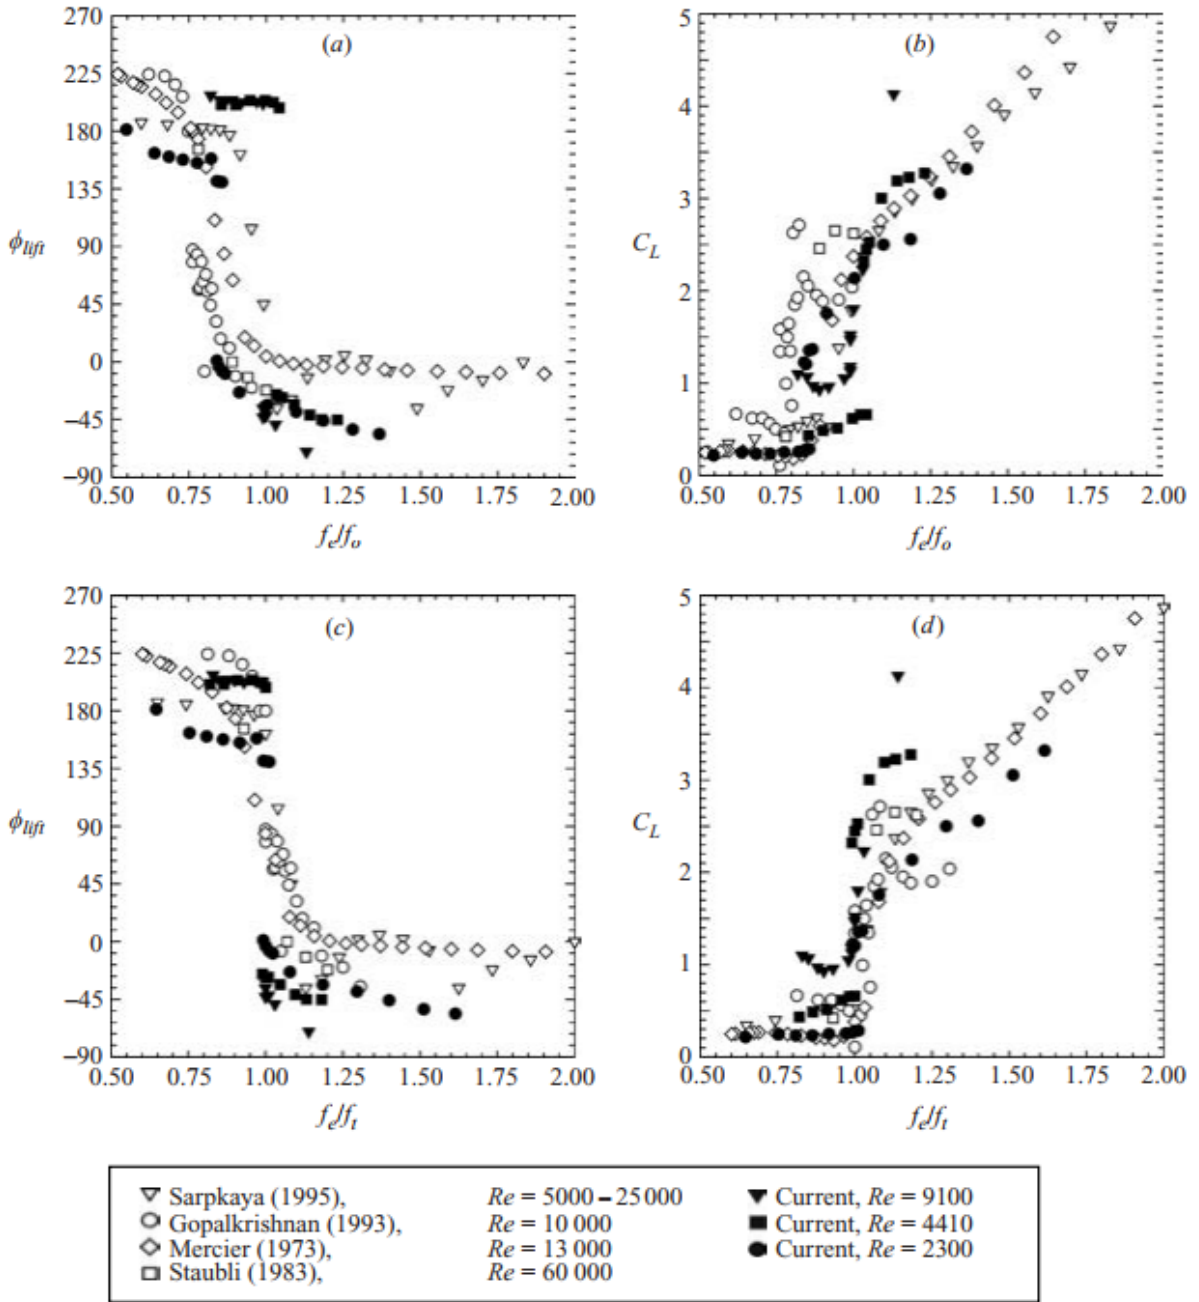 270
225
180
135
90
45
0
–45
–90
ϕlift
(a)
0.50 0.75 1.00 1.25 1.50 1.75 2.00
fe/fo
5
4
3
2
1
0
CL
(b)
0.50 0.75 1.00 1.25 1.50 1.75 2.00
fe/fo
270
225
180
135
90
45
0
–45
–90
ϕlift
(c)
0.50 0.75 1.00 1.25 1.50 1.75 2.00
fe/ft
5
4
3
2
1
0
CL
(d)
0.50 0.75 1.00 1.25 1.50 1.75 2.00
fe/ft
Sarpkaya (1995), Re = 5000 – 25 000 Current, Re = 9100
Gopalkrishnan (1993), Re = 10 000 Current, Re = 4410
Mercier (1973), Re = 13 000 Current, Re = 2300
Staubli (1983), Re = 60 000